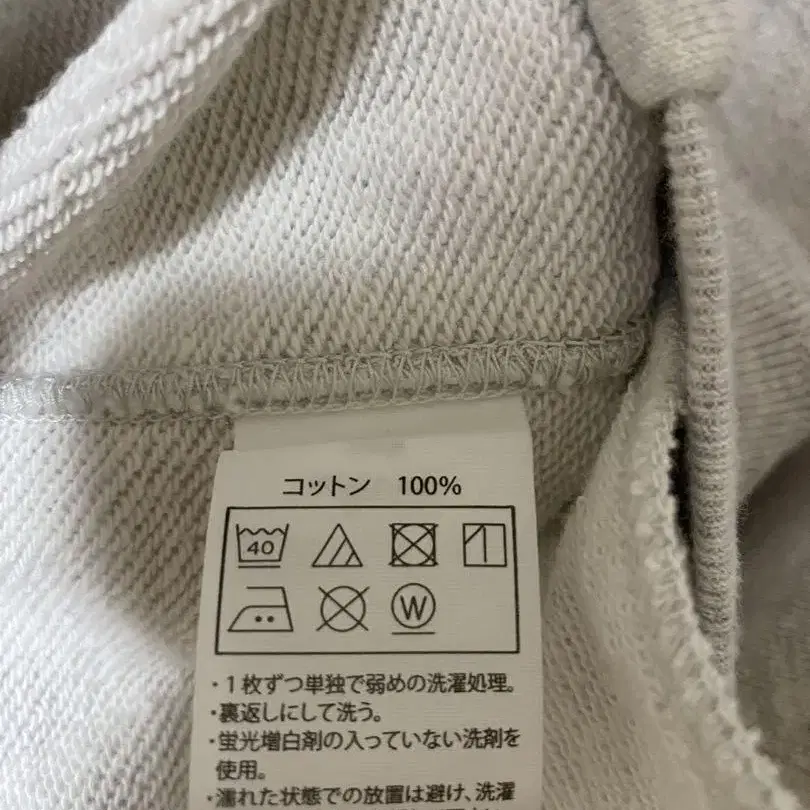 コットン 100%
40
W
・1枚ずつ単独で弱めの洗濯処理。
・裏返しにして洗う。
・蛍光増白剤の入っていない洗剤を
使用。
・濡れた状態での放置は避け、洗濯